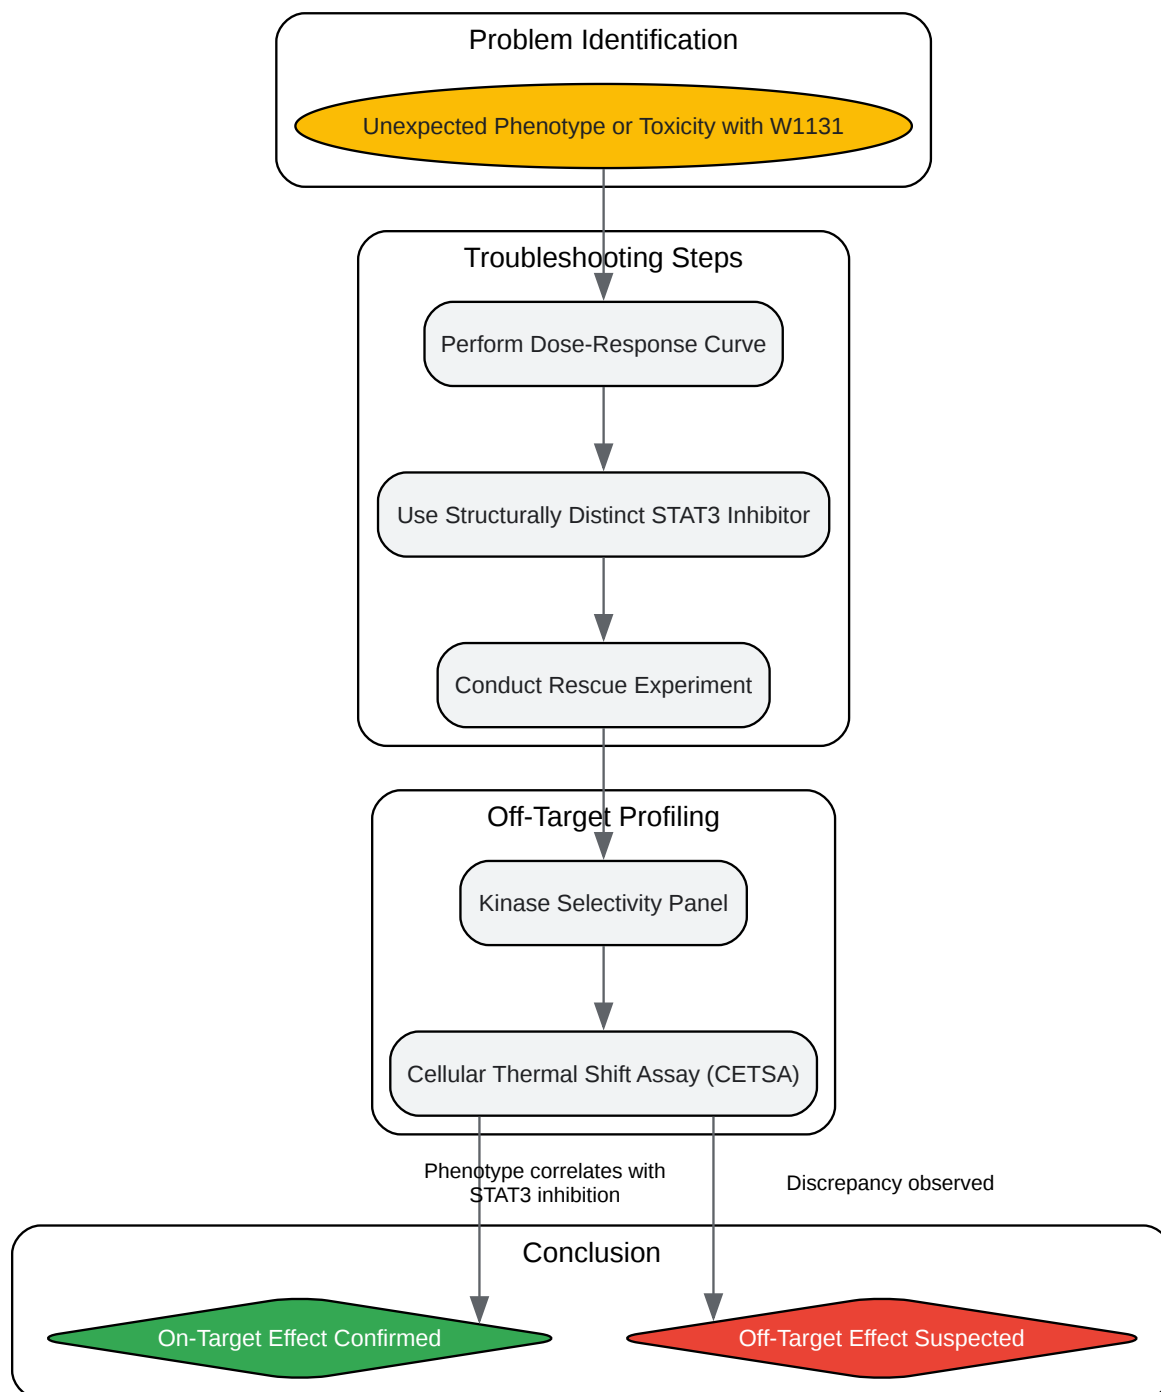 Problem Identification
Unexpected Phenotype or Toxicity with W1131
Troubleshooting Steps
Perform Dose-Response Curve
Use Structurally Distinct STAT3 Inhibitor
Conduct Rescue Experiment
Off-Target Profiling
Kinase Selectivity Panel
Cellular Thermal Shift Assay (CETSA)
Phenotype correlates with
STAT3 inhibition
Discrepancy observed
Conclusion
On-Target Effect Confirmed
Off-Target Effect Suspected